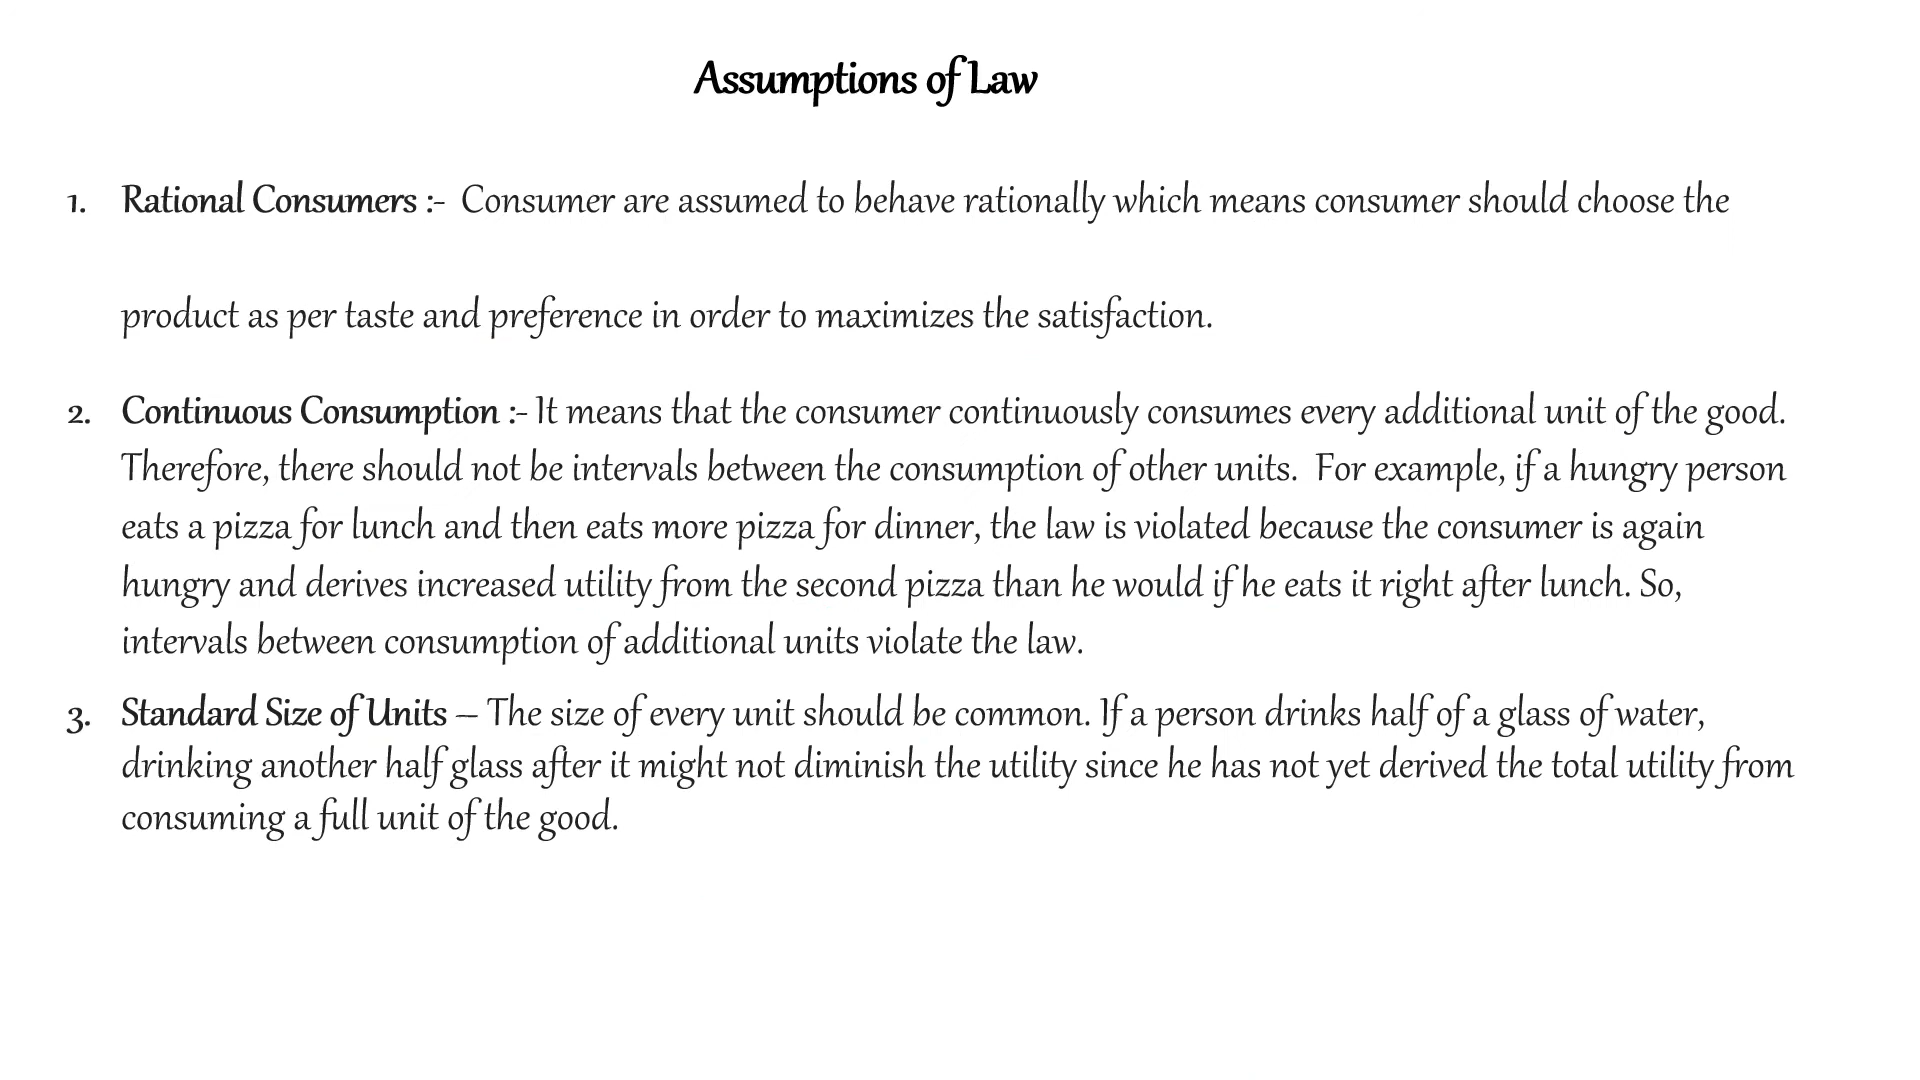 Assumptions of Law
1. Rational Consumers :- Consumer are assumed to behave rationally which means consumer should choose the
product as per taste and preference in order to maximizes the satisfaction.
2. Continuous Consumption :- It means that the consumer continuously consumes every additional unit of the good.
Therefore, there should not be intervals between the consumption of other units. For example, if a hungry person
eats a pizza for lunch and then eats more pizza for dinner, the law is violated because the consumer is again
hungry and derives increased utility from the second pizza than he would if he eats it right after lunch. So,
intervals between consumption of additional units violate the law.
3. Standard Size of Units – The size of every unit should be common. If a person drinks half of a glass of water,
drinking another half glass after it might not diminish the utility since he has not yet derived the total utility from
consuming a full unit of the good.